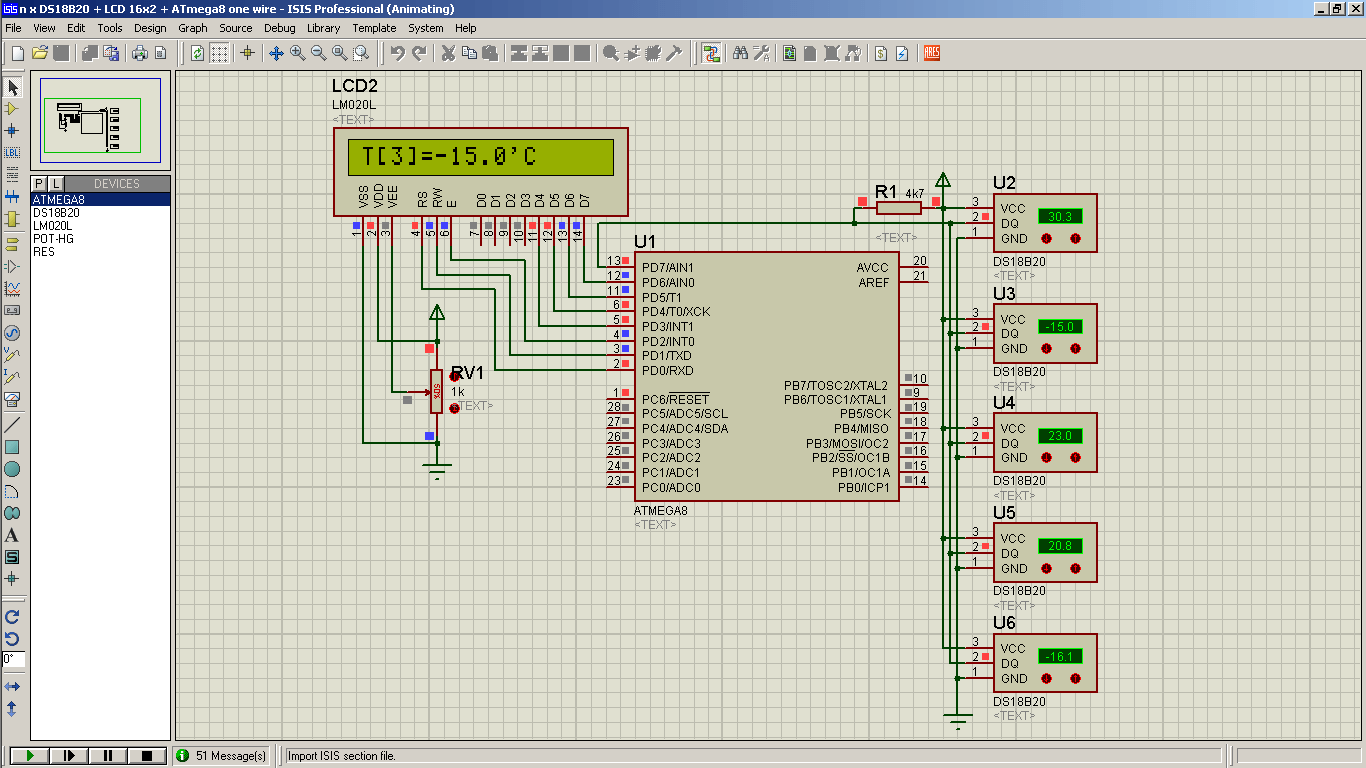 n x DS18B20 + LCD 16x2 + ATmega8 one wire - ISIS Professional (Animating)
File View Edit Tools Design Graph Source Debug Library Template System Help
ARES
LBL
P L DEVICES
ATMEGA8
DS18B20
LM020L
POT-HG
RES
A
S
0°
LCD2
LM020L
<TEXT>
T[3]=-15.0'C
VSS VDD VEE RS RW E D0 D1 D2 D3 D4 D5 D6 D7
1 2 3 4 5 6 7 8 9 10 11 12 13 14
RV1
1k
<TEXT>
R1 4k7
<TEXT>
U1
13 PD7/AIN1 AVCC 20
12 PD6/AIN0 AREF 21
11 PD5/T1
6 PD4/T0/XCK
5 PD3/INT1
4 PD2/INT0
3 PD1/TXD
2 PD0/RXD
PB7/TOSC2/XTAL2 10
1 PC6/RESET PB6/TOSC1/XTAL1 9
28 PC5/ADC5/SCL PB5/SCK 19
27 PC4/ADC4/SDA PB4/MISO 18
26 PC3/ADC3 PB3/MOSI/OC2 17
25 PC2/ADC2 PB2/SS/OC1B 16
24 PC1/ADC1 PB1/OC1A 15
23 PC0/ADC0 PB0/ICP1 14
ATMEGA8
<TEXT>
U2
3 VCC
2 DQ 30.3
1 GND
DS18B20
<TEXT>
U3
3 VCC
2 DQ -15.0
1 GND
DS18B20
<TEXT>
U4
3 VCC
2 DQ 23.0
1 GND
DS18B20
<TEXT>
U5
3 VCC
2 DQ 20.8
1 GND
DS18B20
<TEXT>
U6
3 VCC
2 DQ -16.1
1 GND
DS18B20
<TEXT>
51 Message(s) Import ISIS section file.